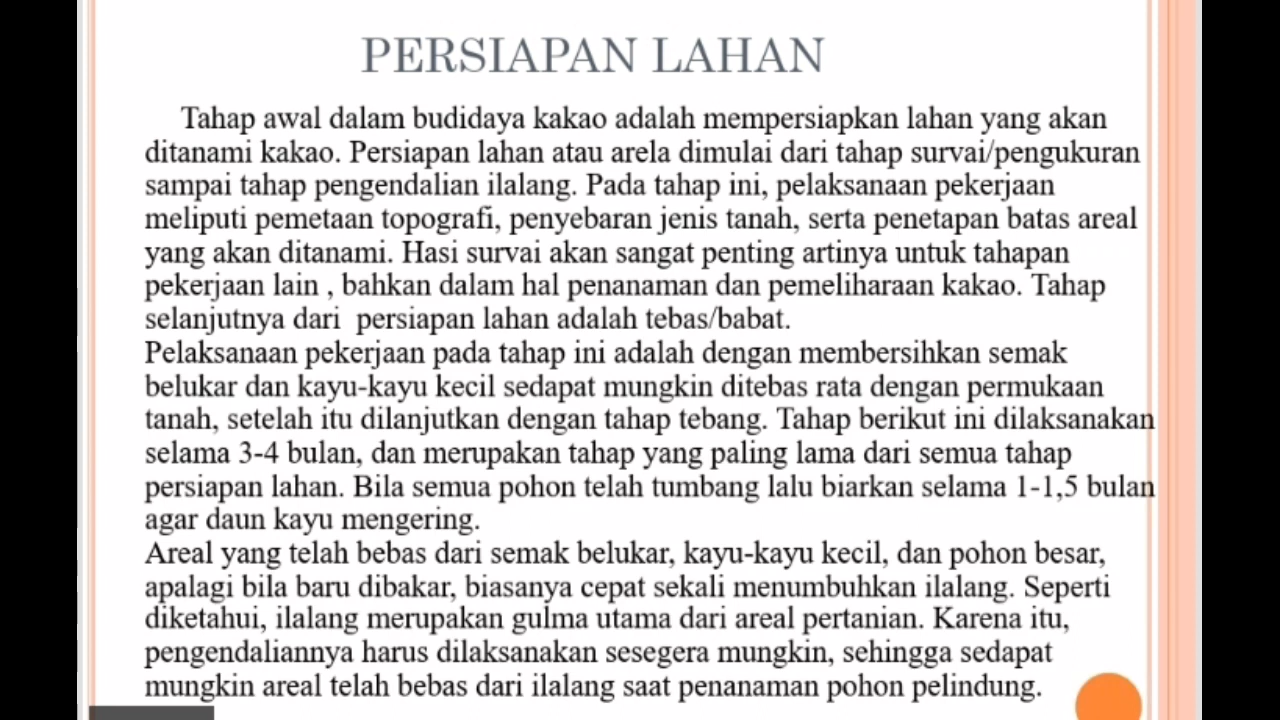 PERSIAPAN LAHAN
Tahap awal dalam budidaya kakao adalah mempersiapkan lahan yang akan
ditanami kakao. Persiapan lahan atau arela dimulai dari tahap survai/pengukuran
sampai tahap pengendalian ilalang. Pada tahap ini, pelaksanaan pekerjaan
meliputi pemetaan topografi, penyebaran jenis tanah, serta penetapan batas areal
yang akan ditanami. Hasi survai akan sangat penting artinya untuk tahapan
pekerjaan lain , bahkan dalam hal penanaman dan pemeliharaan kakao. Tahap
selanjutnya dari  persiapan lahan adalah tebas/babat.
Pelaksanaan pekerjaan pada tahap ini adalah dengan membersihkan semak
belukar dan kayu-kayu kecil sedapat mungkin ditebas rata dengan permukaan
tanah, setelah itu dilanjutkan dengan tahap tebang. Tahap berikut ini dilaksanakan
selama 3-4 bulan, dan merupakan tahap yang paling lama dari semua tahap
persiapan lahan. Bila semua pohon telah tumbang lalu biarkan selama 1-1,5 bulan
agar daun kayu mengering.
Areal yang telah bebas dari semak belukar, kayu-kayu kecil, dan pohon besar,
apalagi bila baru dibakar, biasanya cepat sekali menumbuhkan ilalang. Seperti
diketahui, ilalang merupakan gulma utama dari areal pertanian. Karena itu,
pengendaliannya harus dilaksanakan sesegera mungkin, sehingga sedapat
mungkin areal telah bebas dari ilalang saat penanaman pohon pelindung.